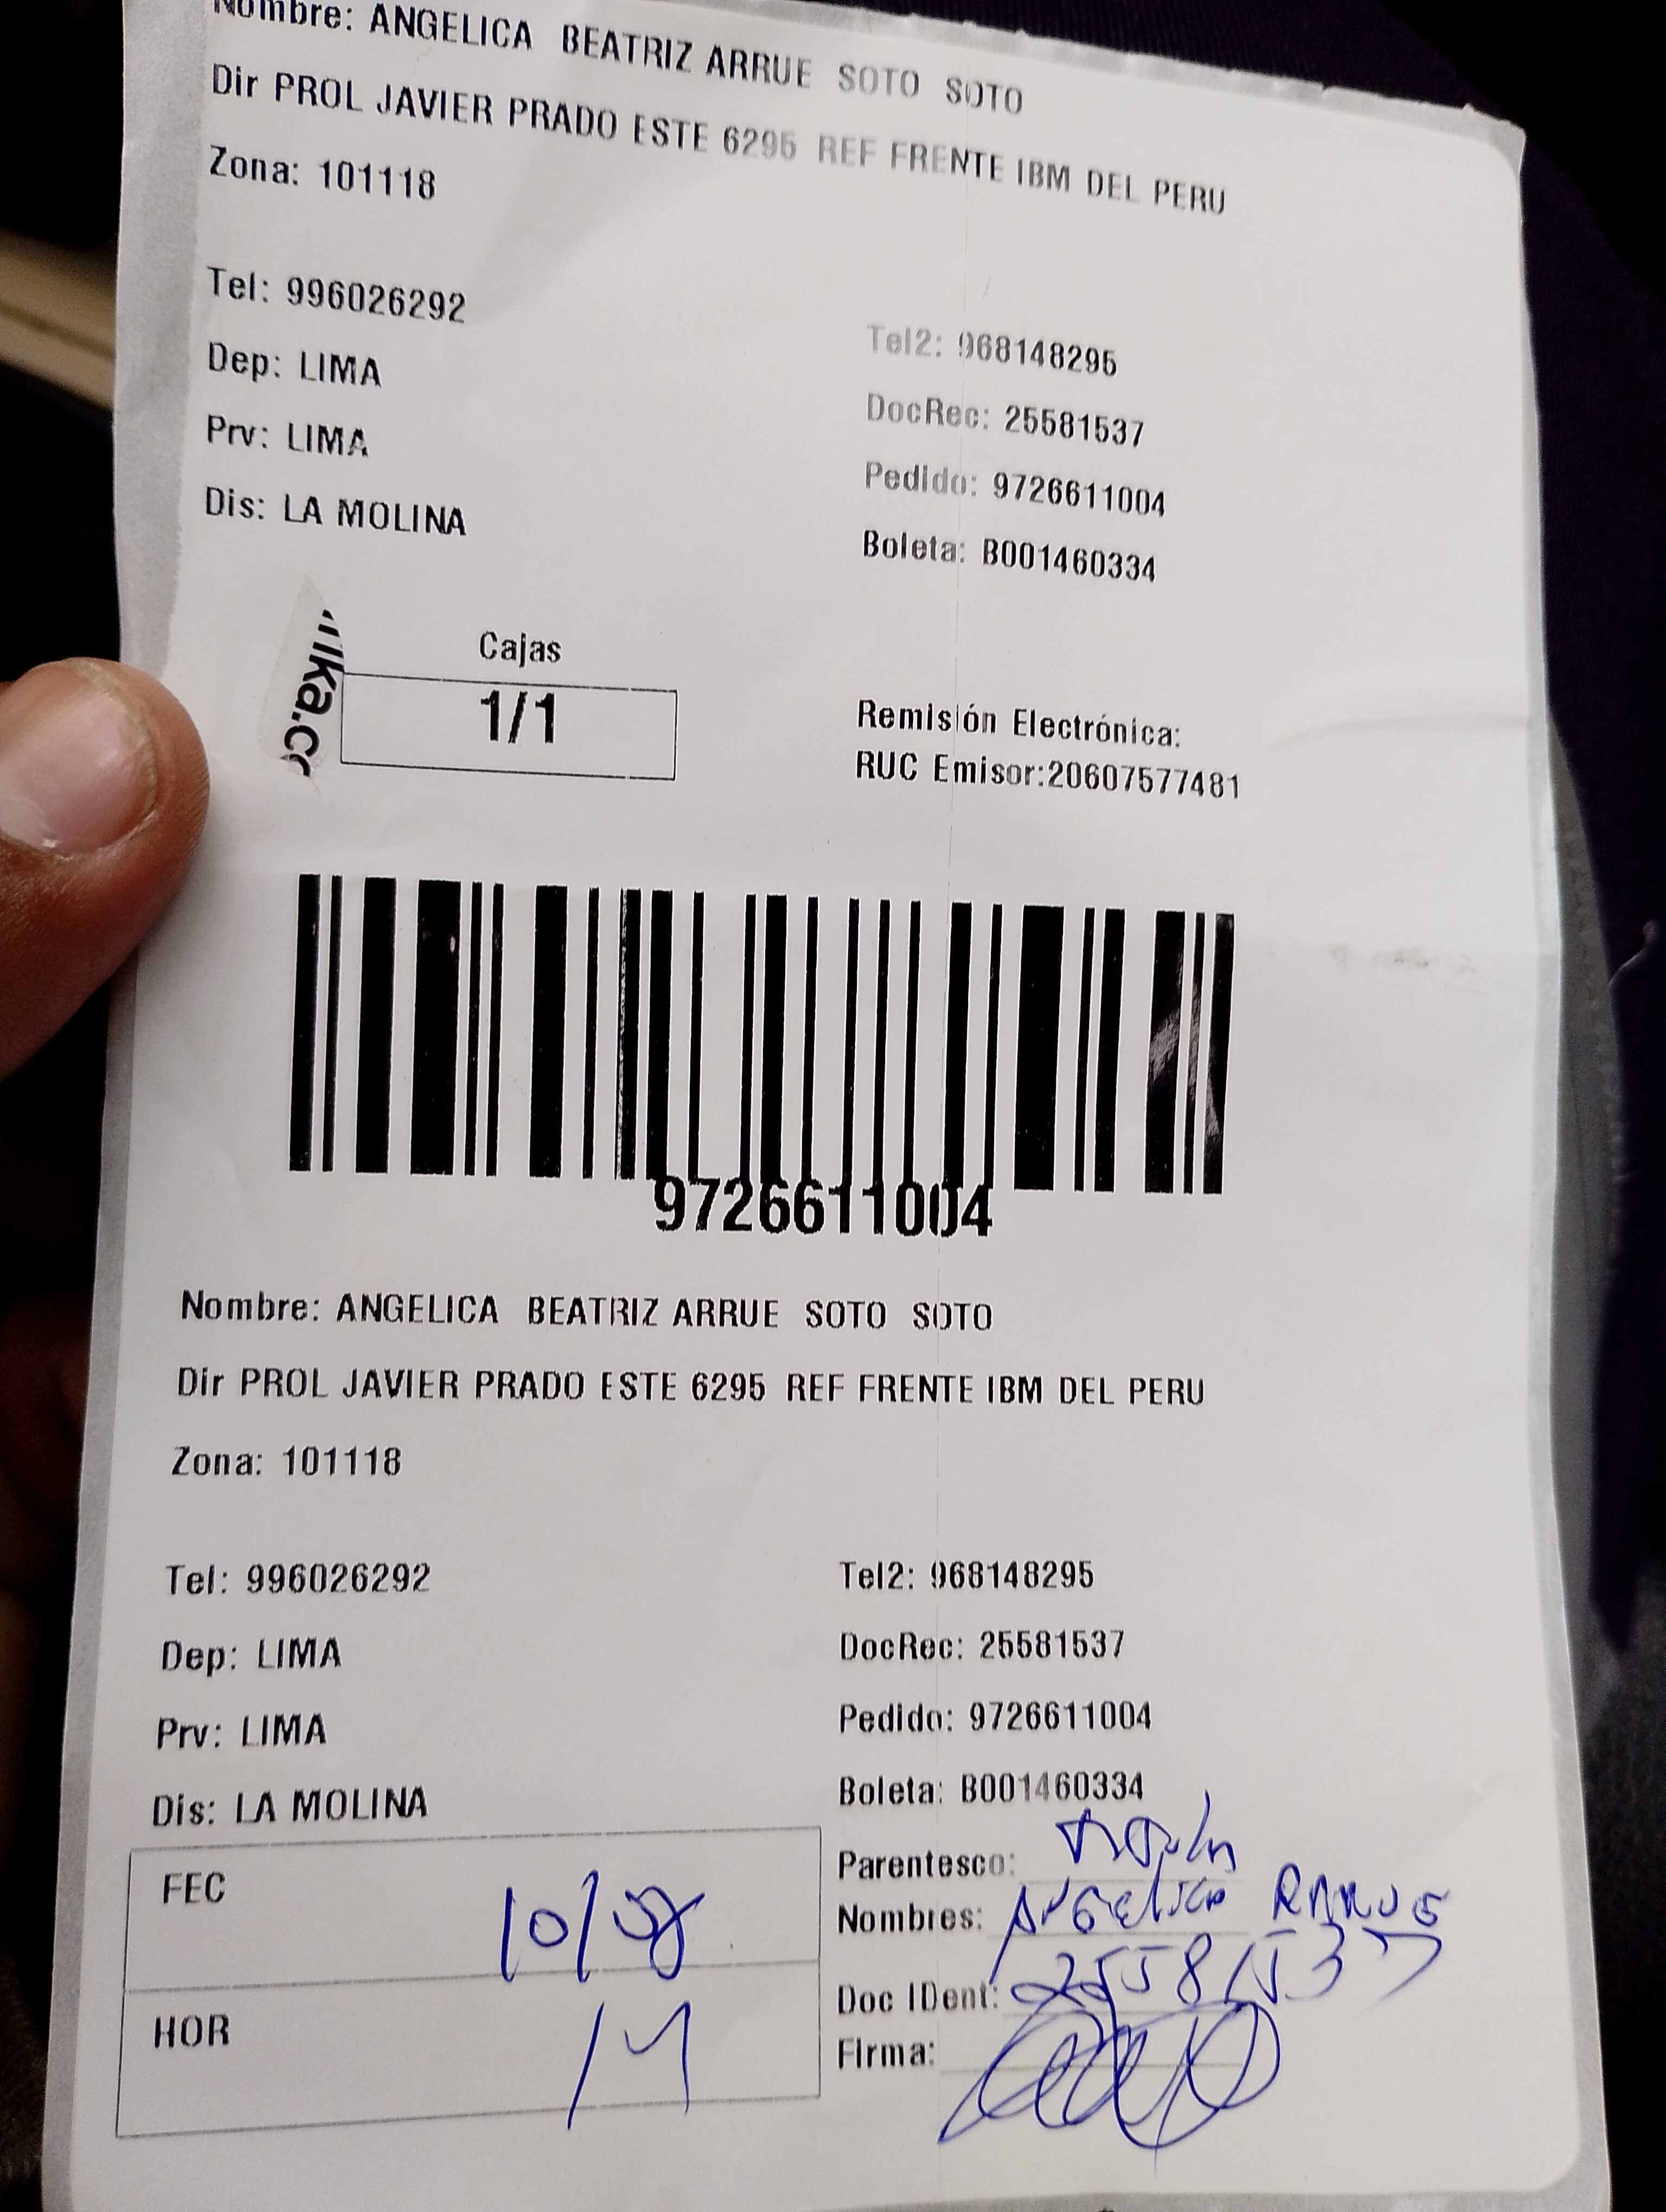 Nombre: ANGELICA BEATRIZ ARRUE SOTO SOTO
Dir PROL JAVIER PRADO ESTE 6295 REF FRENTE IBM DEL PERU
Zona: 101118
Tel: 996026292
Tel2: 968148295
Dep: LIMA
DocRec: 25581537
Prv: LIMA
Pedido: 9726611004
Dis: LA MOLINA
Boleta: B001460334
Cajas
1/1
Remisión Electrónica:
RUC Emisor:20607577481
9726611004
Nombre: ANGELICA BEATRIZ ARRUE SOTO SOTO
Dir PROL JAVIER PRADO ESTE 6295 REF FRENTE IBM DEL PERU
Zona: 101118
Tel: 996026292
Tel2: 968148295
Dep: LIMA
DocRec: 25581537
Prv: LIMA
Pedido: 9726611004
Dis: LA MOLINA
Boleta: B001460334
FEC 10/08
Parentesco:
Nombres: Angelica
Doc IDent: 25581537
HOR
Firma: